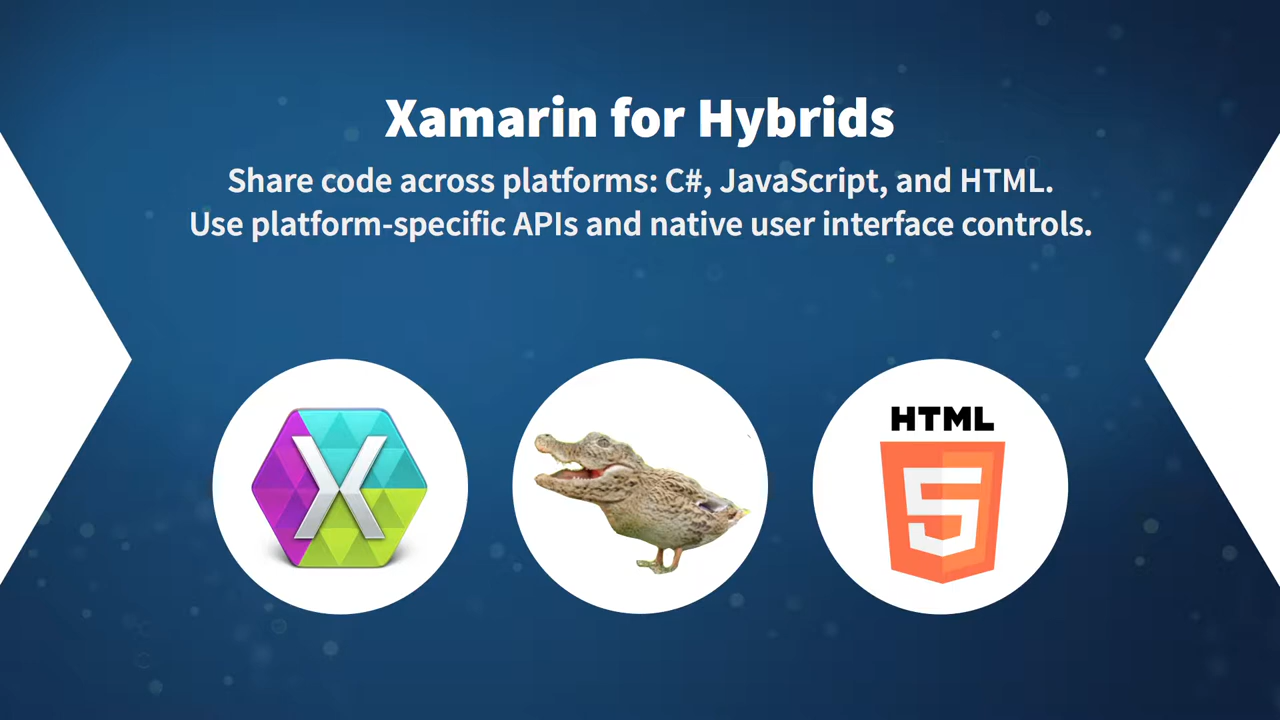 Xamarin for Hybrids
Share code across platforms: C#, JavaScript, and HTML.
Use platform-specific APIs and native user interface controls.
X
HTML
5